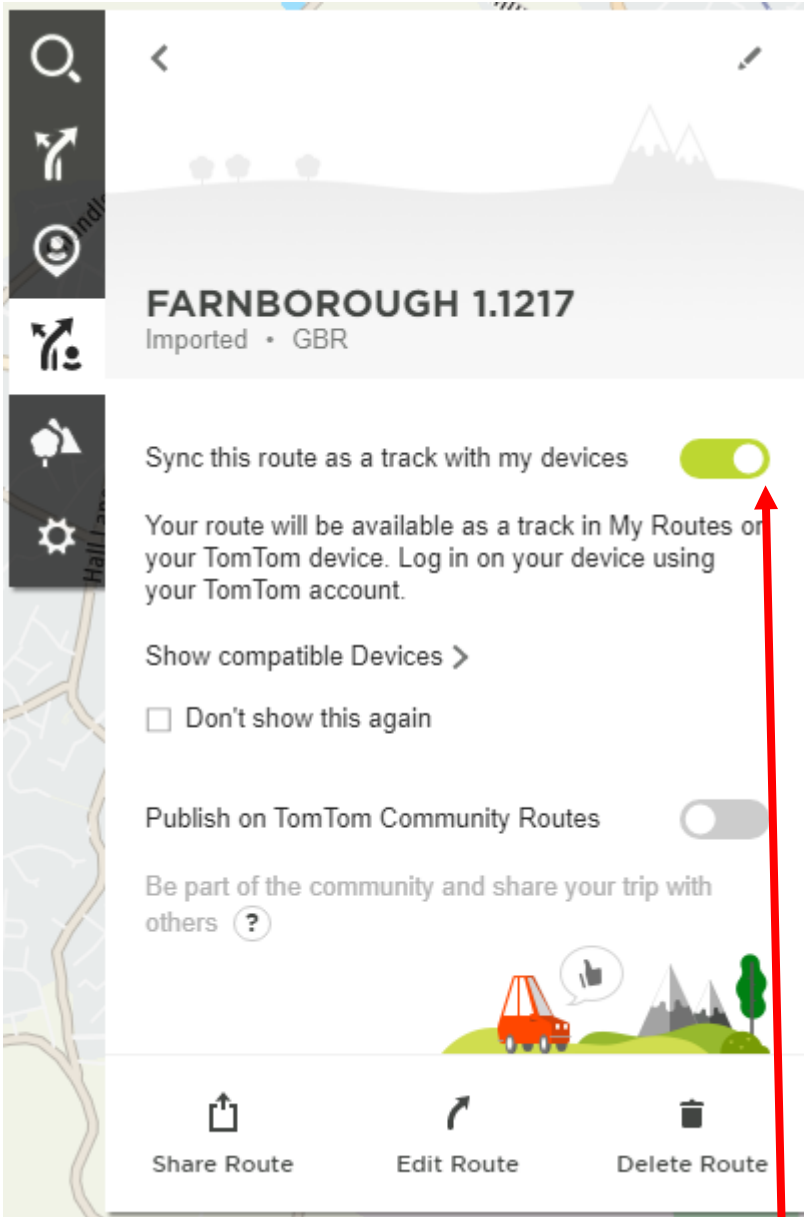 FARNBOROUGH 1.1217
Imported • GBR
Sync this route as a track with my devices
Your route will be available as a track in My Routes on
your TomTom device. Log in on your device using
your TomTom account.
Show compatible Devices >
Don't show this again
Publish on TomTom Community Routes
Be part of the community and share your trip with
others ?
Share Route
Edit Route
Delete Route
Hall Lane